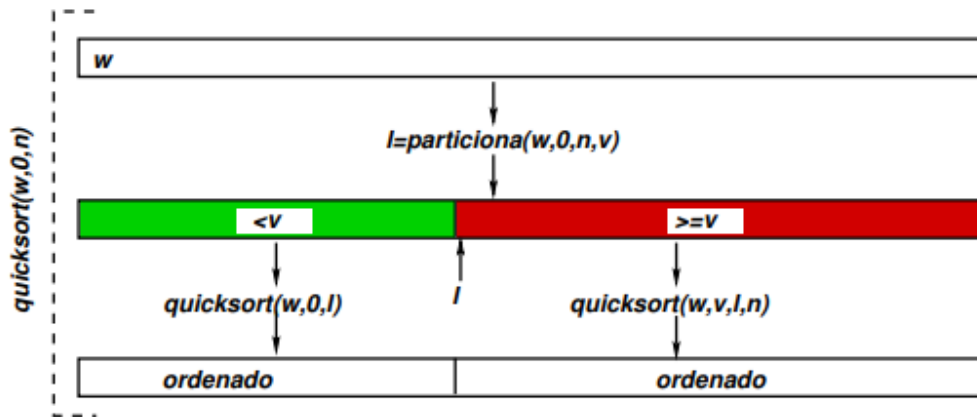 quicksort(w,0,n)
w
l=particiona(w,0,n,v)
<v
>=v
quicksort(w,0,l)
l
quicksort(w,v,l,n)
ordenado
ordenado